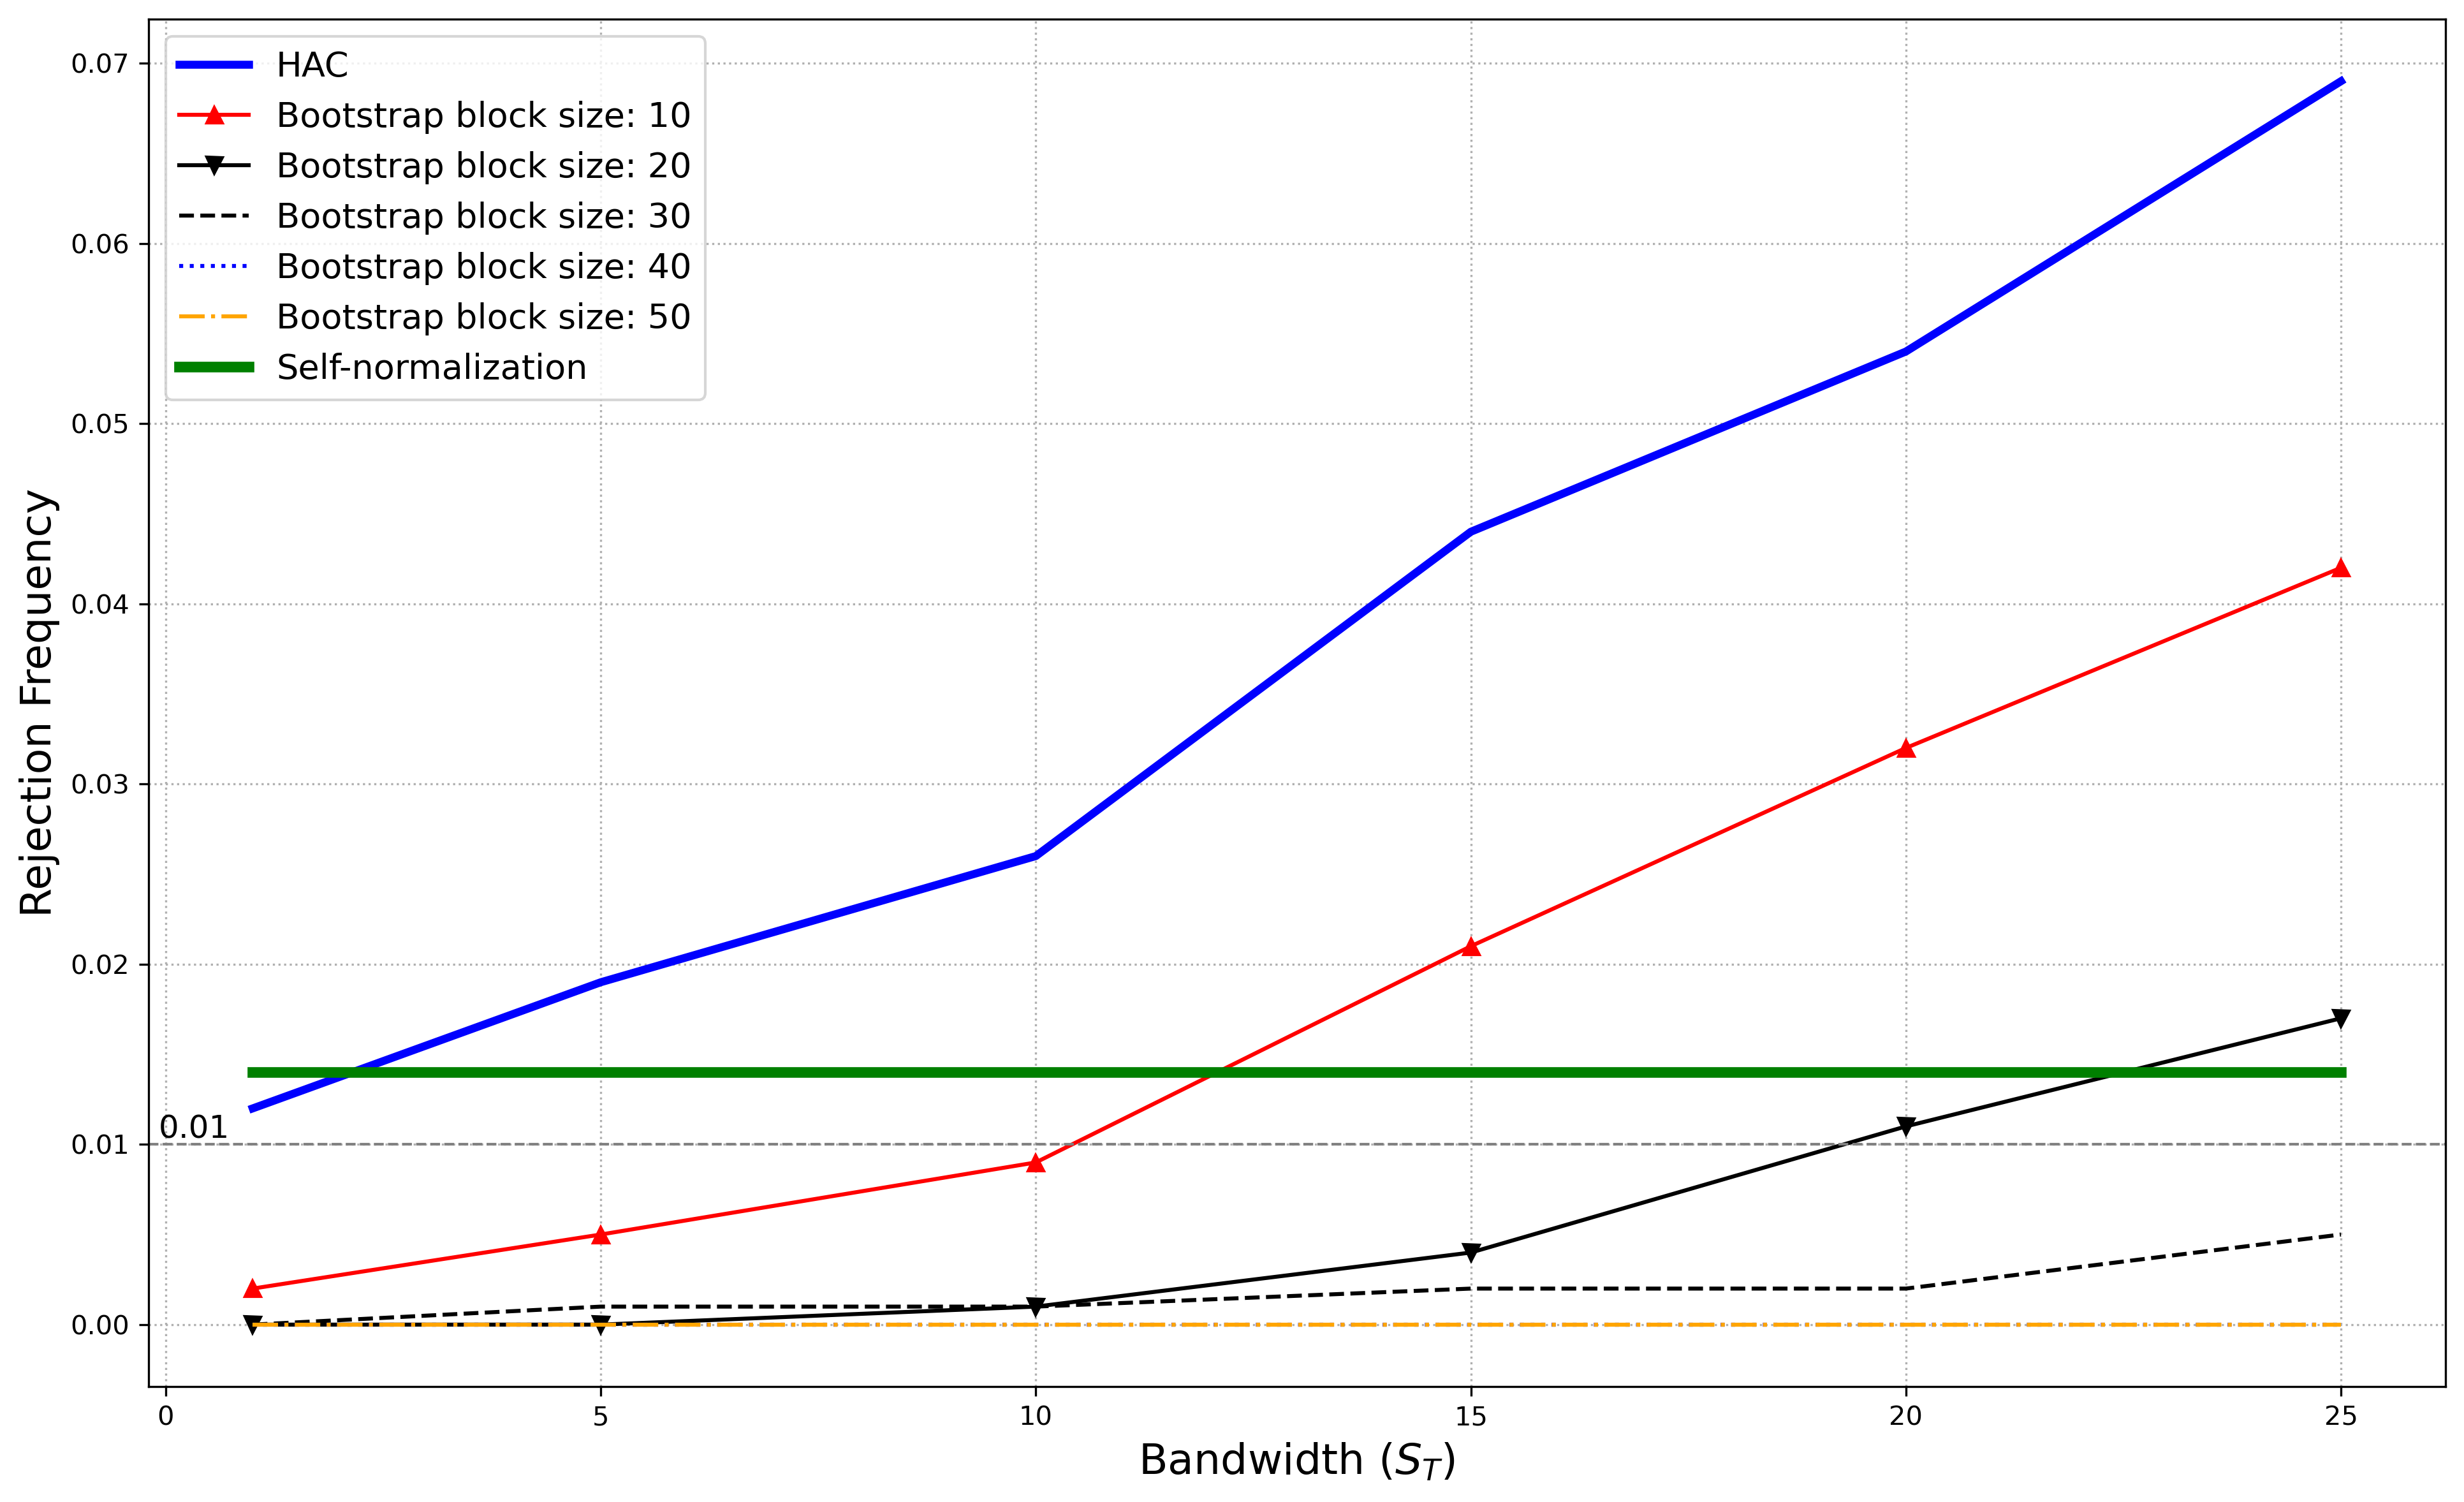 HAC
Bootstrap block size: 10
Bootstrap block size: 20
Bootstrap block size: 30
Bootstrap block size: 40
Bootstrap block size: 50
Self-normalization
0.07
0.06
0.05
0.04
0.03
0.02
0.01
0.00
0.01
Rejection Frequency
0 5 10 15 20 25
Bandwidth (S_T)